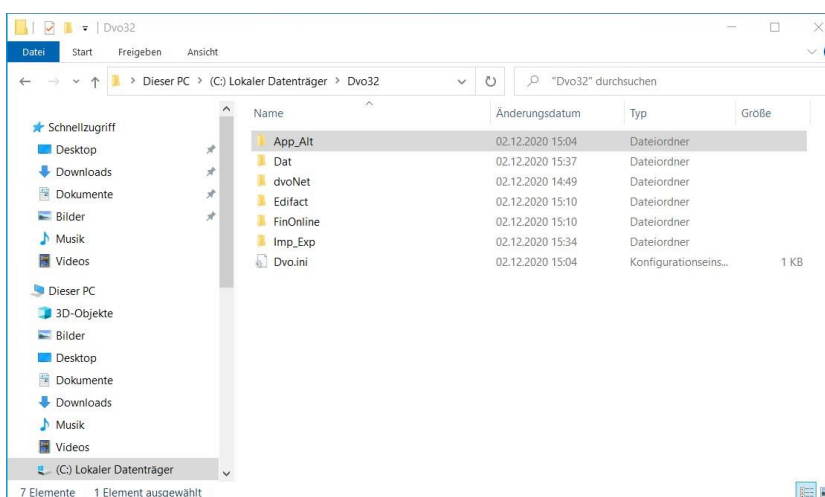 Dvo32
Datei Start Freigeben Ansicht
Dieser PC > (C:) Lokaler Datenträger > Dvo32 "Dvo32" durchsuchen
Name Änderungsdatum Typ Größe
Schnellzugriff
Desktop
Downloads
Dokumente
Bilder
Musik
Videos
Dieser PC
3D-Objekte
Bilder
Desktop
Dokumente
Downloads
Musik
Videos
(C:) Lokaler Datenträger
App_Alt 02.12.2020 15:04 Dateiordner
Dat 02.12.2020 15:37 Dateiordner
dvoNet 02.12.2020 14:49 Dateiordner
Edifact 02.12.2020 15:10 Dateiordner
FinOnline 02.12.2020 15:10 Dateiordner
Imp_Exp 02.12.2020 15:34 Dateiordner
Dvo.ini 02.12.2020 15:04 Konfigurationseins... 1 KB
7 Elemente 1 Element ausgewählt